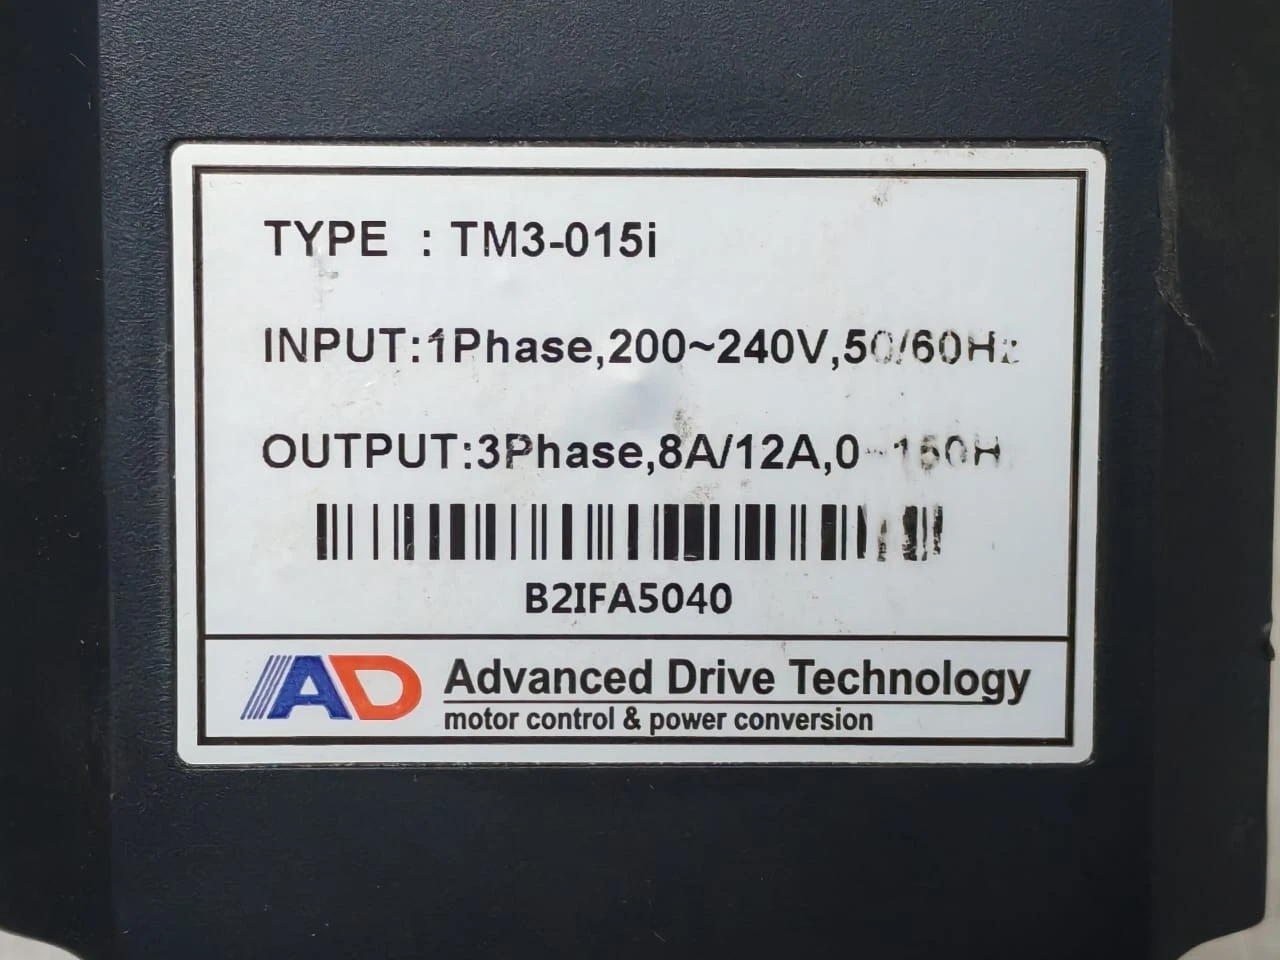 TYPE : TM3-015i
INPUT:1Phase,200~240V,50/60Hz
OUTPUT:3Phase,8A/12A,0
B2IFA5040
AD Advanced Drive Technology
motor control & power conversion